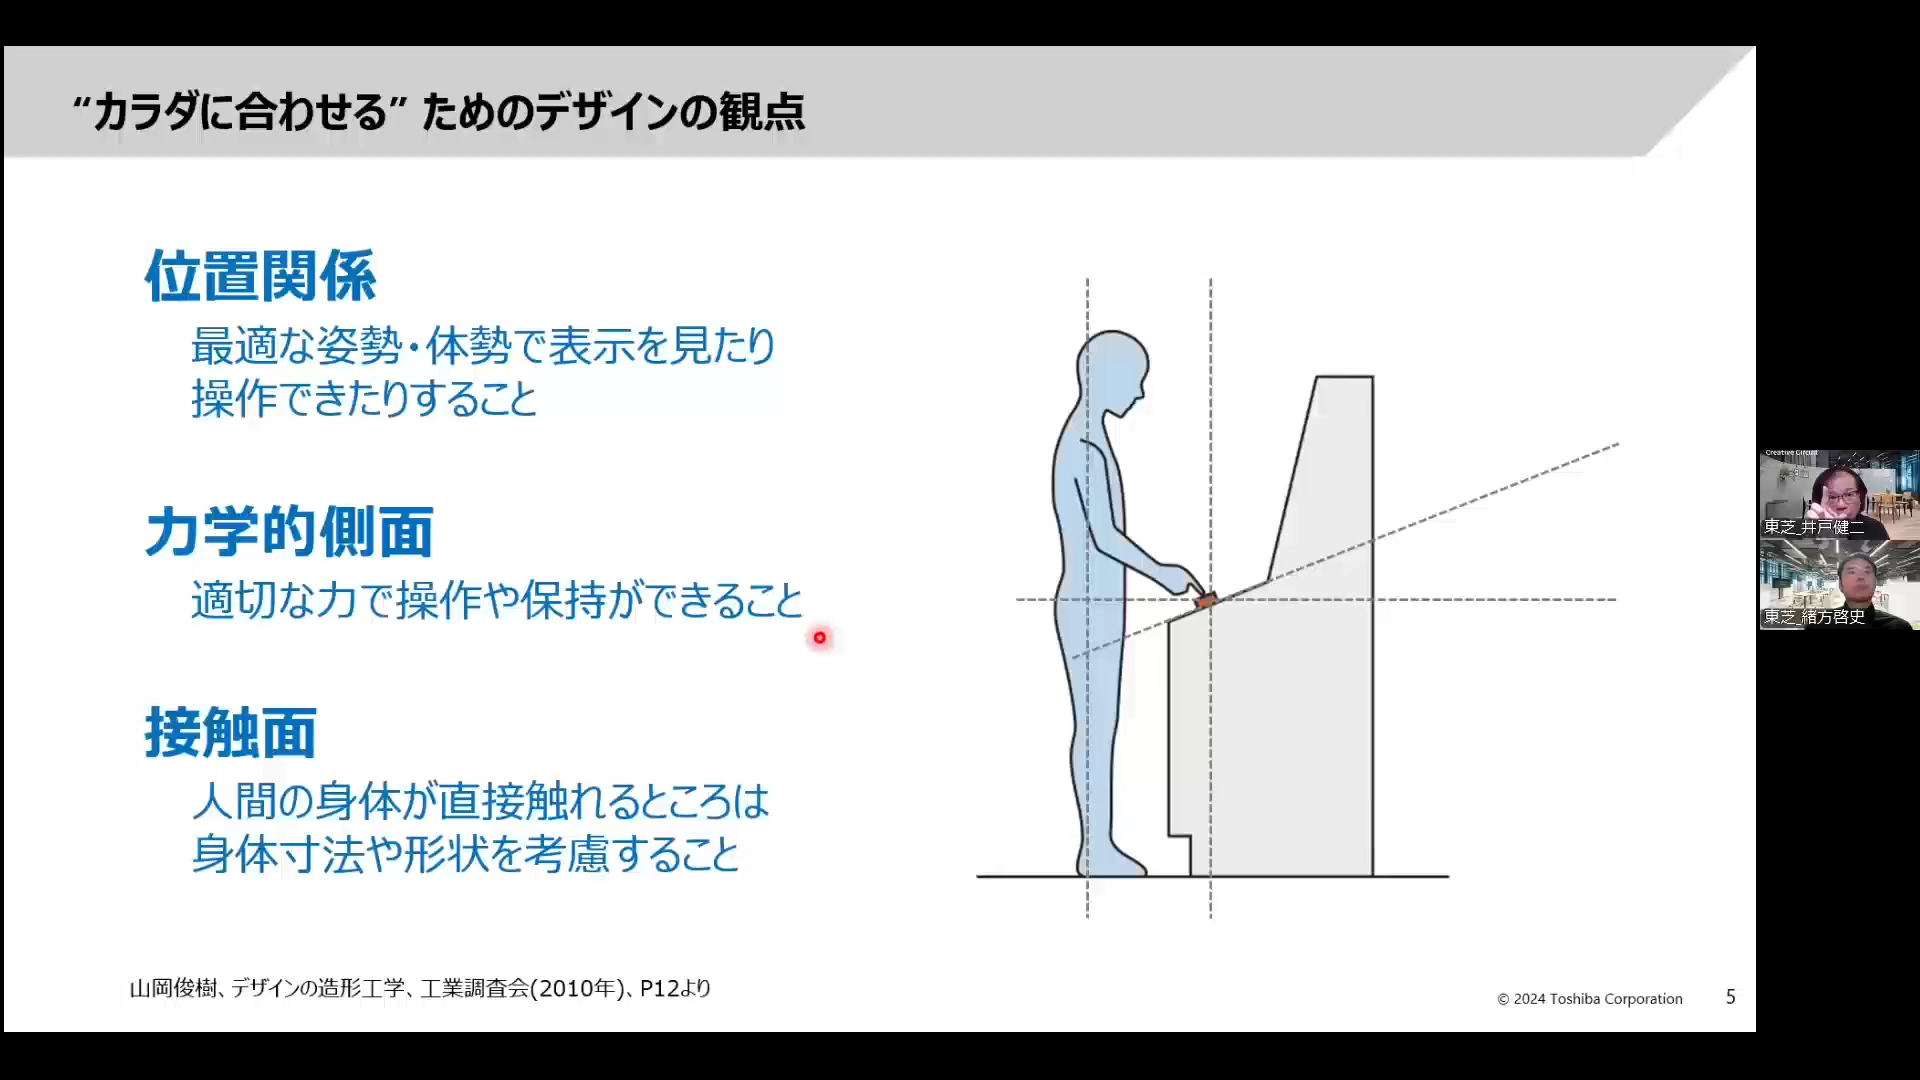 “カラダに合わせる” ためのデザインの観点
位置関係
最適な姿勢・体勢で表示を見たり
操作できたりすること
力学的側面
適切な力で操作や保持ができること
接触面
人間の身体が直接触れるところは
身体寸法や形状を考慮すること
山岡俊樹、デザインの造形工学、工業調査会(2010年)、P12より
© 2024 Toshiba Corporation
5
Creative Circuit
東芝_井戸健二
東芝_緒方啓史